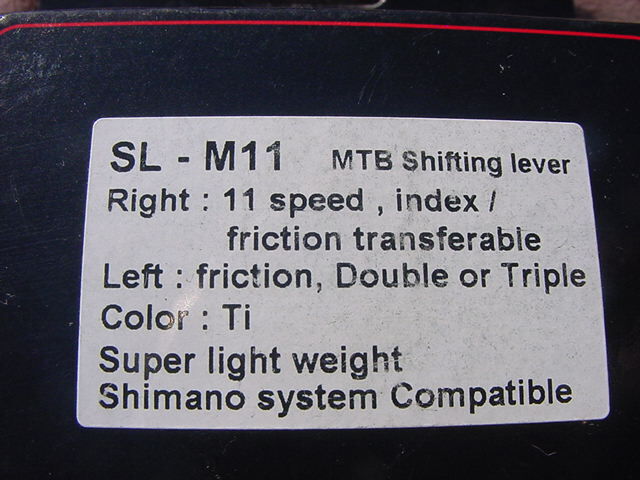 SL - M11 MTB Shifting lever
Right : 11 speed , index /
friction transferable
Left : friction, Double or Triple
Color : Ti
Super light weight
Shimano system Compatible